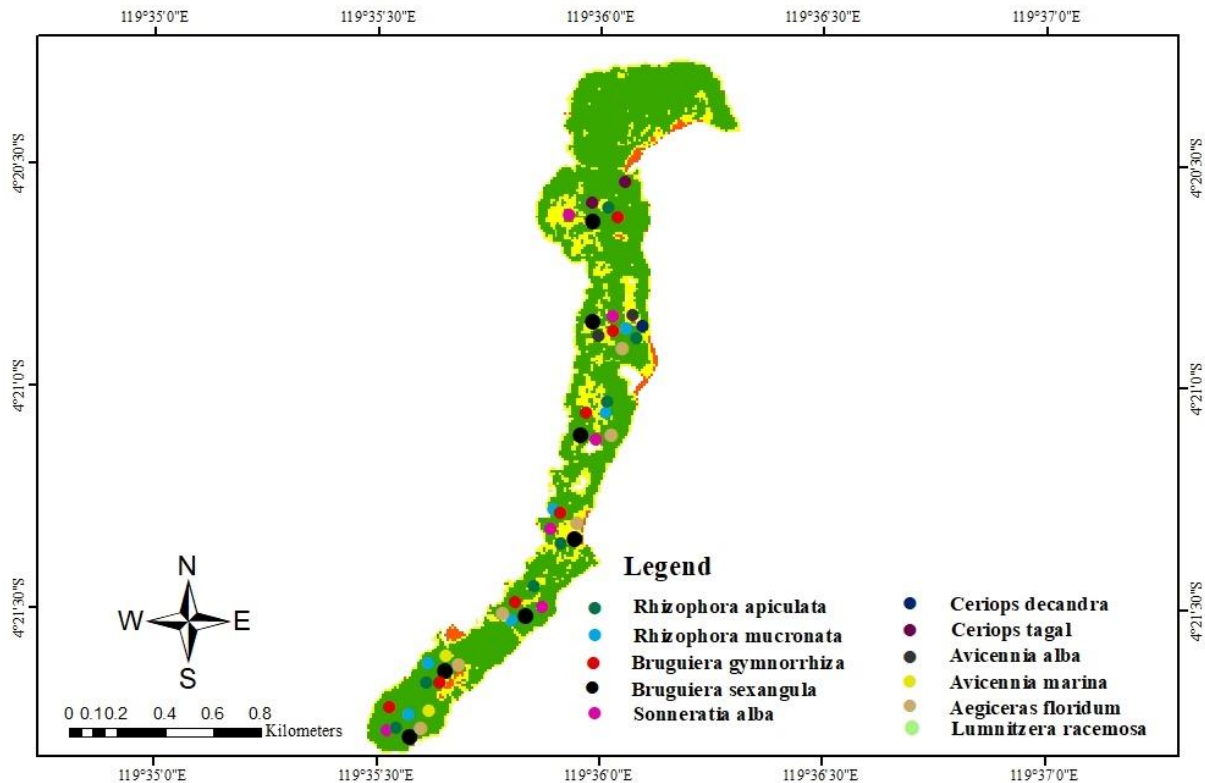 119°35'0"E 119°35'30"E 119°36'0"E 119°36'30"E 119°37'0"E
4°20'30"S 4°20'30"S
4°21'0"S 4°21'0"S
4°21'30"S 4°21'30"S
N
W E
S
0 0.1 0.2 0.4 0.6 0.8
Kilometers
Legend
Rhizophora apiculata
Rhizophora mucronata
Bruguiera gymnorrhiza
Bruguiera sexangula
Sonneratia alba
Ceriops decandra
Ceriops tagal
Avicennia alba
Avicennia marina
Aegiceras floridum
Lumnitzera racemosa
119°35'0"E 119°35'30"E 119°36'0"E 119°36'30"E 119°37'0"E